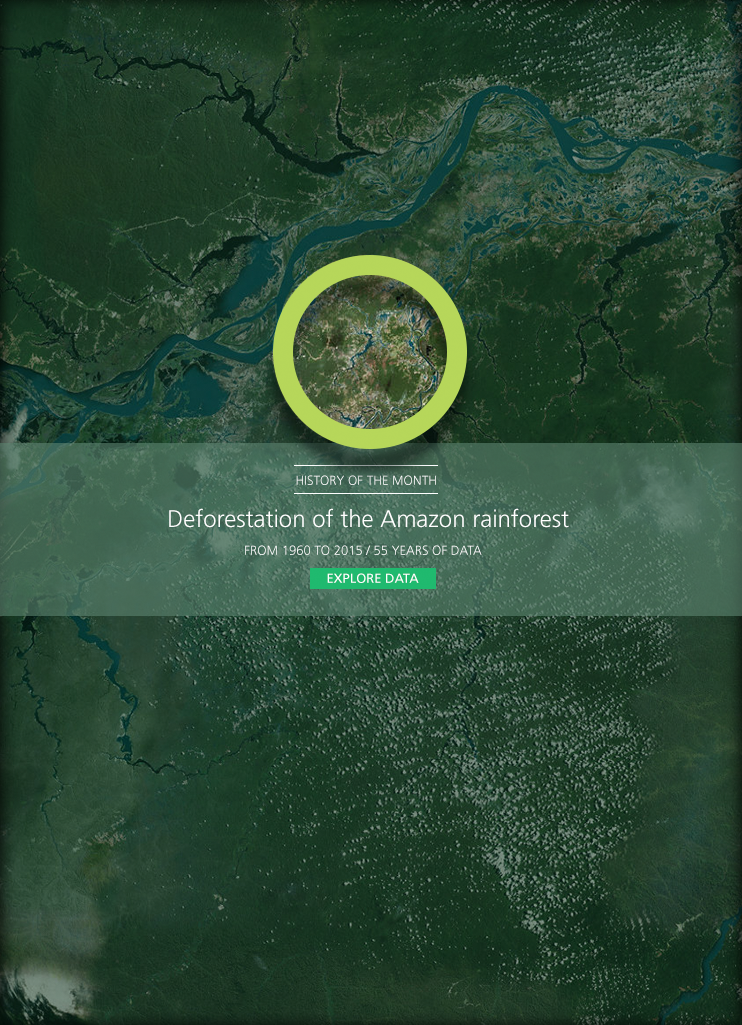 HISTORY OF THE MONTH
Deforestation of the Amazon rainforest
FROM 1960 TO 2015 / 55 YEARS OF DATA
EXPLORE DATA